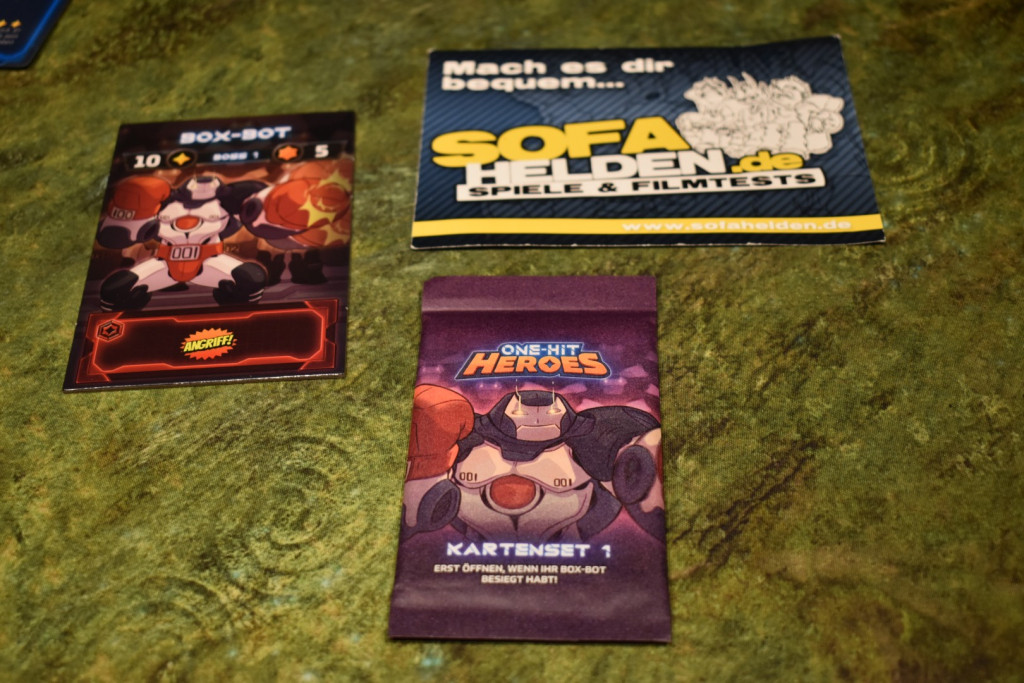 BOX-BOT
10 BOSS 1 5
100
001
ANGRIFF!
Mach es dir
bequem...
SOFA
HELDEN.de
SPIELE & FILMTESTS
www.sofahelden.de
ONE-HIT
HEROES
001 001
KARTENSET 1
ERST ÖFFNEN, WENN IHR BOX-BOT
BESIEGT HABT!